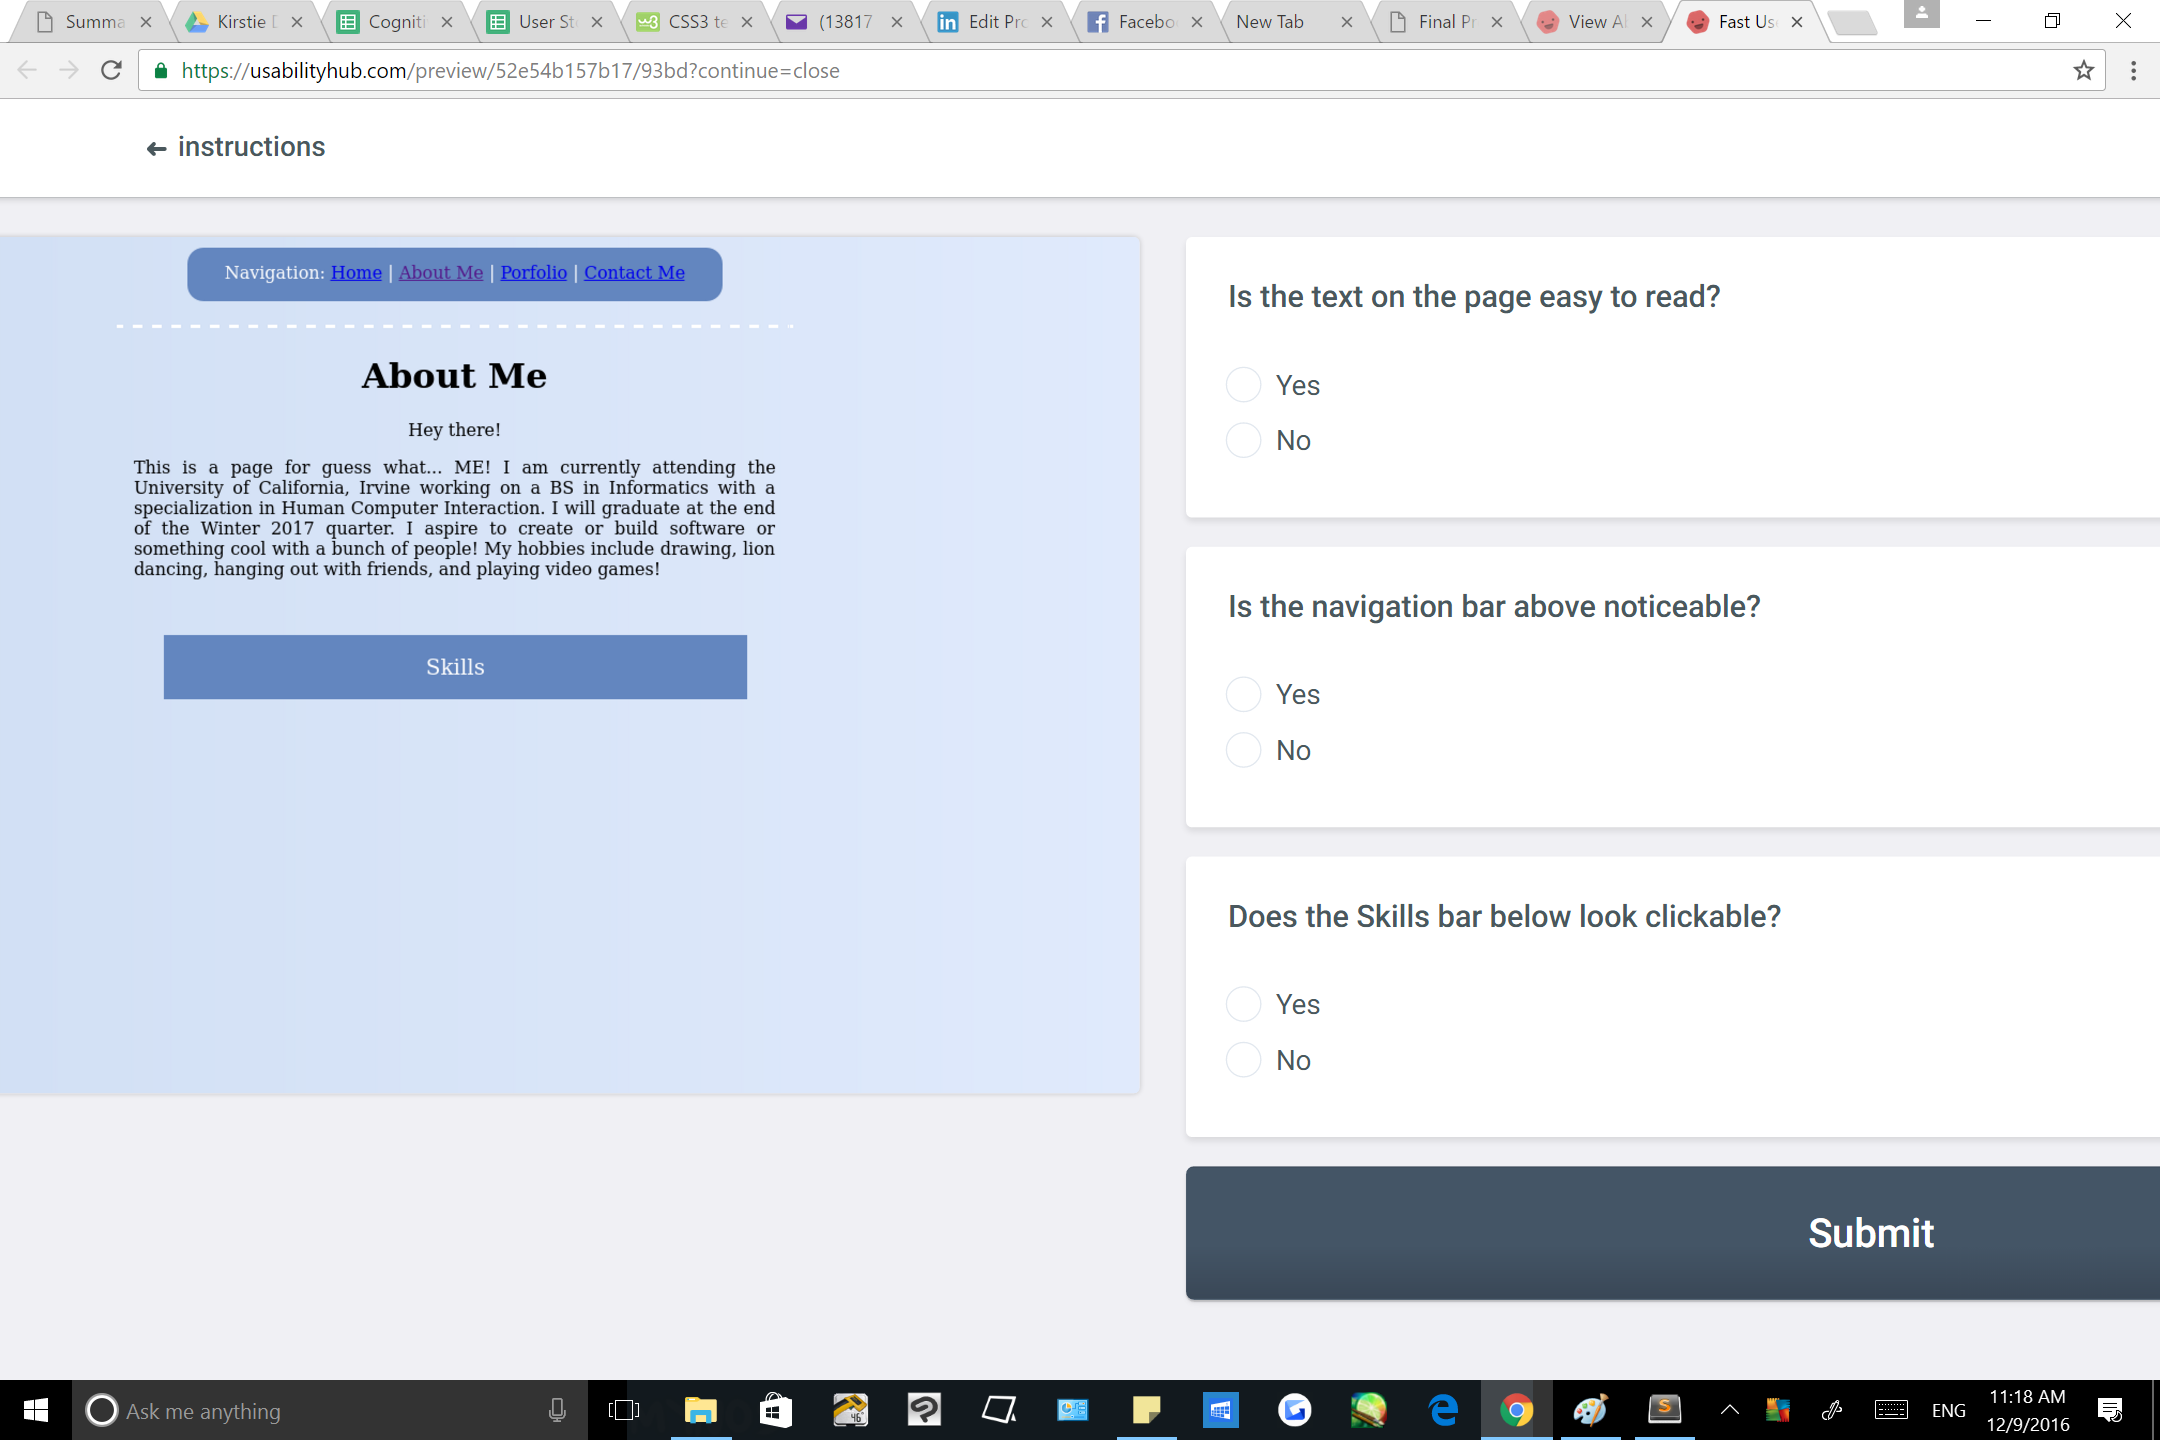 Summa
Kirstie
Cogniti
User St
CSS3 te
(13817
Edit Pro
Facebo
New Tab
Final Pr
View Al
Fast Us
https://usabilityhub.com/preview/52e54b157b17/93bd?continue=close
instructions
Navigation: Home | About Me | Porfolio | Contact Me
About Me
Hey there!
This is a page for guess what... ME! I am currently attending the
University of California, Irvine working on a BS in Informatics with a
specialization in Human Computer Interaction. I will graduate at the end
of the Winter 2017 quarter. I aspire to create or build software or
something cool with a bunch of people! My hobbies include drawing, lion
dancing, hanging out with friends, and playing video games!
Skills
Is the text on the page easy to read?
Yes
No
Is the navigation bar above noticeable?
Yes
No
Does the Skills bar below look clickable?
Yes
No
Submit
Ask me anything
ENG
11:18 AM
12/9/2016